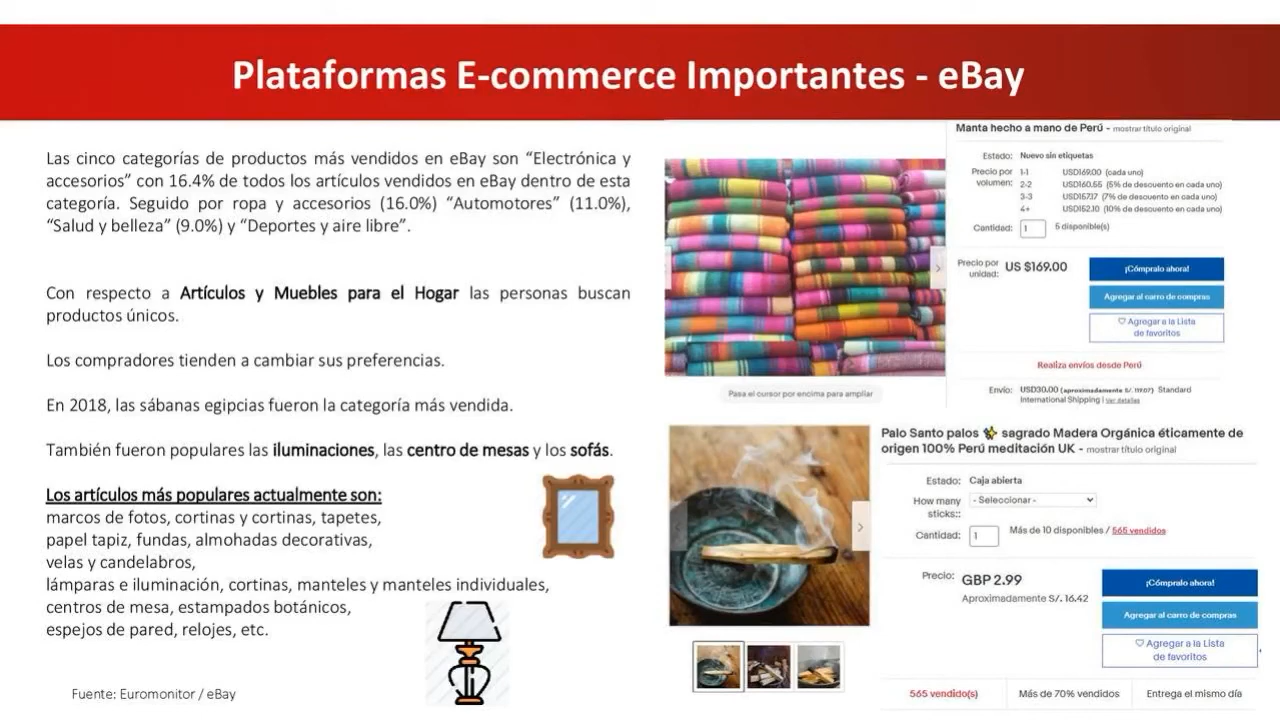 Plataformas E-commerce Importantes - eBay
Las cinco categorías de productos más vendidos en eBay son “Electrónica y
accesorios” con 16.4% de todos los artículos vendidos en eBay dentro de esta
categoría. Seguido por ropa y accesorios (16.0%) “Automotores” (11.0%),
“Salud y belleza” (9.0%) y “Deportes y aire libre”.
Con respecto a Artículos y Muebles para el Hogar las personas buscan
productos únicos.
Los compradores tienden a cambiar sus preferencias.
En 2018, las sábanas egipcias fueron la categoría más vendida.
También fueron populares las iluminaciones, las centro de mesas y los sofás.
Los artículos más populares actualmente son:
marcos de fotos, cortinas y cortinas, tapetes,
papel tapiz, fundas, almohadas decorativas,
velas y candelabros,
lámparas e iluminación, cortinas, manteles y manteles individuales,
centros de mesa, estampados botánicos,
espejos de pared, relojes, etc.
Fuente: Euromonitor / eBay
Manta hecho a mano de Perú - mostrar título original
Estado: Nuevo sin etiquetas
Precio por volumen:
1-1 USD169.00 (cada uno)
2-2 USD160.55 (5% de descuento en cada uno)
3-3 USD157.17 (7% de descuento en cada uno)
4+ USD152.10 (10% de descuento en cada uno)
Cantidad: 1 5 disponible(s)
Precio por unidad: US $169.00
¡Cómpralo ahora!
Agregar al carro de compras
Agregar a la Lista
de favoritos
Realiza envíos desde Perú
Pasa el cursor por encima para ampliar
Envío: USD30.00 (aproximadamente S/. 117.07) Standard
International Shipping | Ver detalles
Palo Santo palos sagrado Madera Orgánica éticamente de
origen 100% Perú meditación UK - mostrar título original
Estado: Caja abierta
How many
sticks::
- Seleccionar -
Cantidad: 1 Más de 10 disponibles / 565 vendidos
Precio: GBP 2.99
Aproximadamente S/. 16.42
¡Cómpralo ahora!
Agregar al carro de compras
Agregar a la Lista
de favoritos
565 vendido(s) Más de 70% vendidos Entrega el mismo día